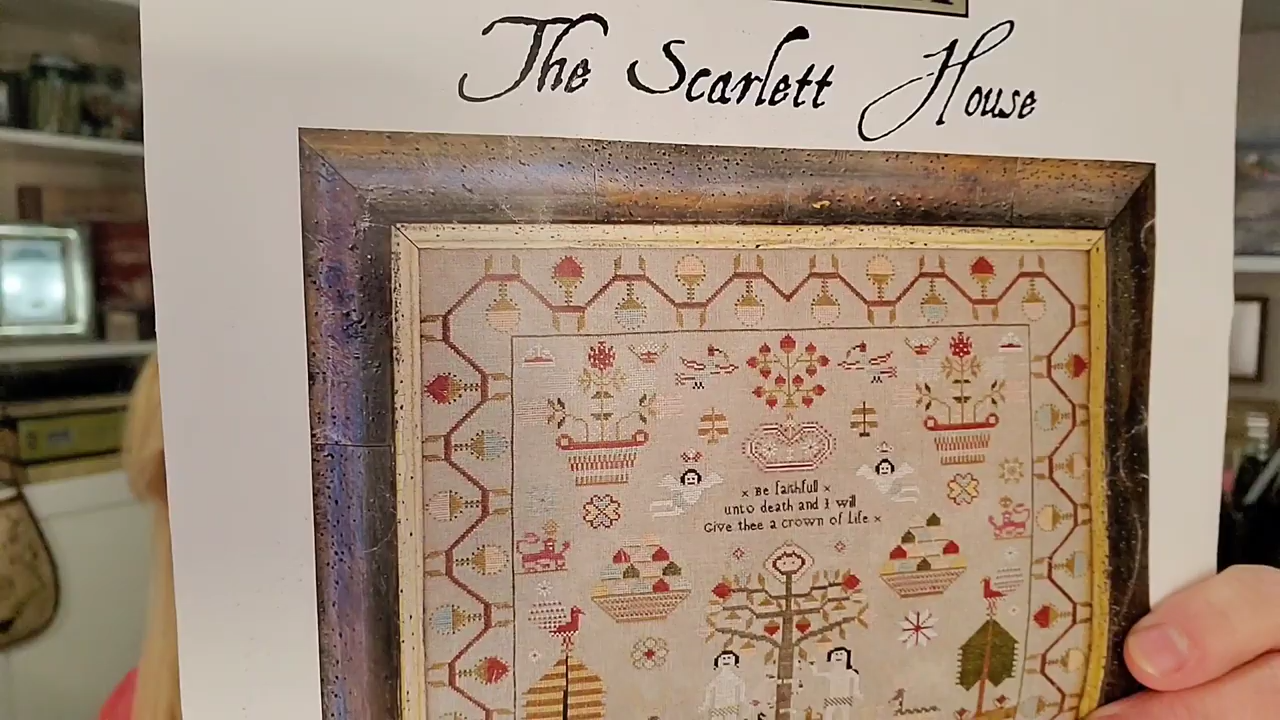 The Scarlett House
x Be faithfull x
unto death and I will
Give thee a crown of Life x